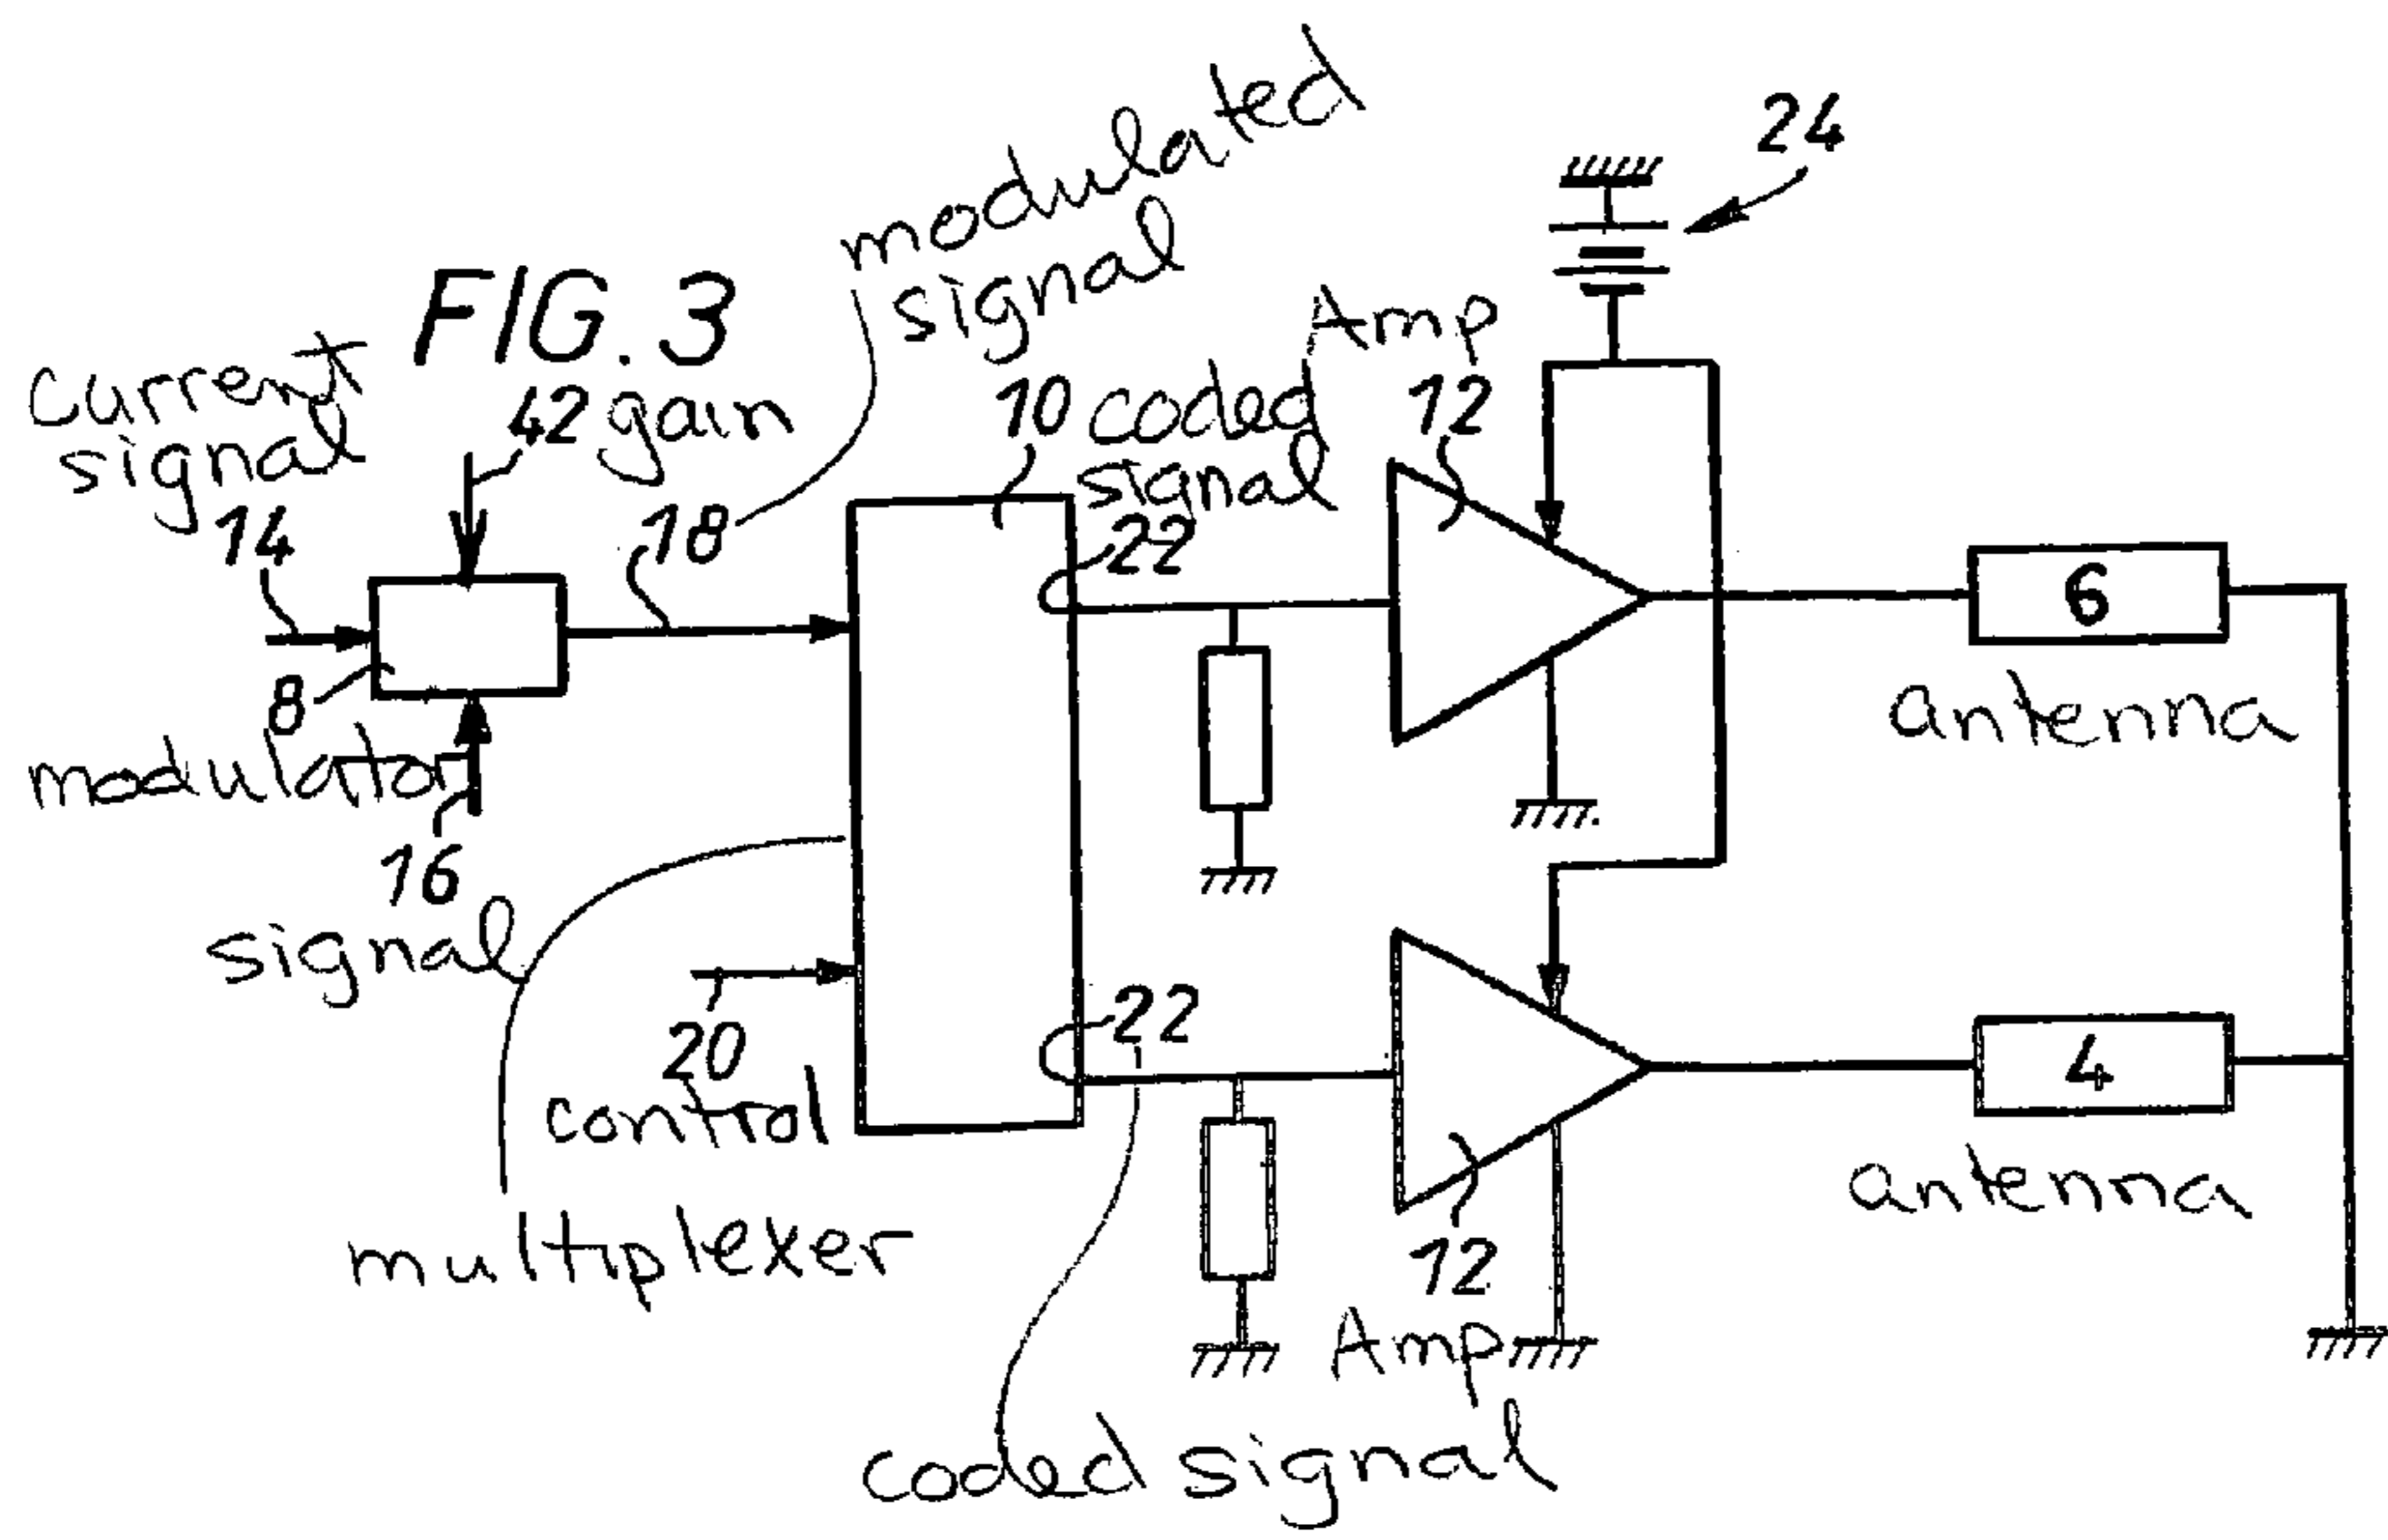 modulated
signal
24
FIG. 3
Amp
current
signal
42 gain
10 coded
signal
12
14
18
22
6
8
antenna
modulator
16
signal
22
20
4
control
antenna
multiplexer
12
Amp
coded signal